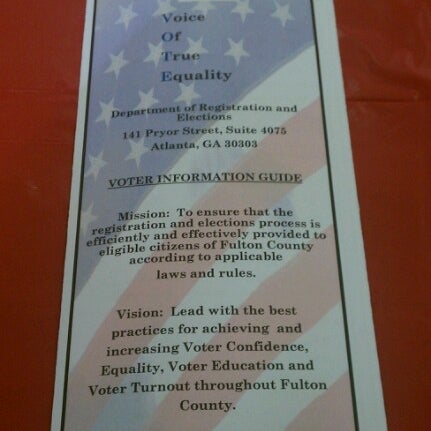 Voice
Of
True
Equality
Department of Registration and
Elections
141 Pryor Street, Suite 4075
Atlanta, GA 30303
VOTER INFORMATION GUIDE
Mission: To ensure that the
registration and elections process is
efficiently and effectively provided to
eligible citizens of Fulton County
according to applicable
laws and rules.
Vision: Lead with the best
practices for achieving and
increasing Voter Confidence,
Equality, Voter Education and
Voter Turnout throughout Fulton
County.